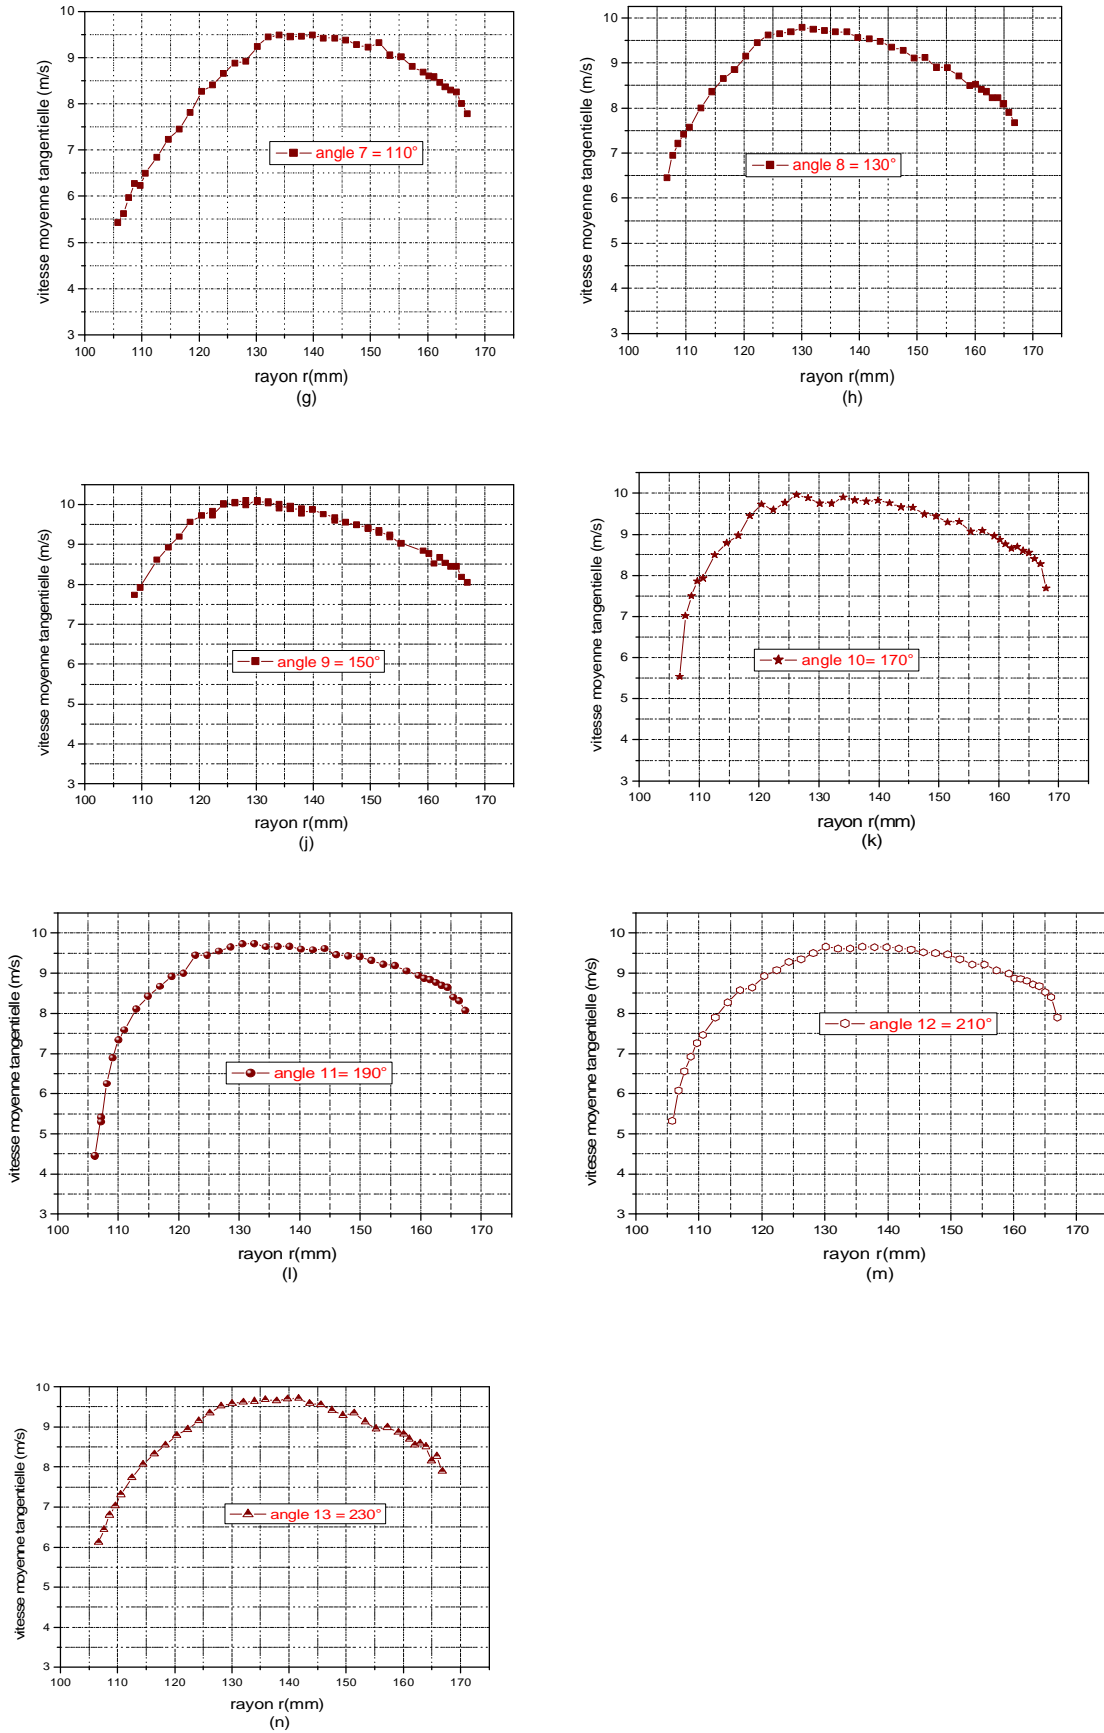 10
9
8
7
6
5
4
3
vitesse moyenne tangentielle (m/s)
angle 7 = 110°
100 110 120 130 140 150 160 170
rayon r(mm)
(g)
10
9
8
7
6
5
4
3
vitesse moyenne tangentielle (m/s)
angle 8 = 130°
100 110 120 130 140 150 160 170
rayon r(mm)
(h)
10
9
8
7
6
5
4
3
vitesse moyenne tangentielle (m/s)
angle 9 = 150°
100 110 120 130 140 150 160 170
rayon r(mm)
(j)
10
9
8
7
6
5
4
3
vitesse moyenne tangentielle (m/s)
angle 10= 170°
100 110 120 130 140 150 160 170
rayon r(mm)
(k)
10
9
8
7
6
5
4
3
vitesse moyenne tangentielle (m/s)
angle 11= 190°
100 110 120 130 140 150 160 170
rayon r(mm)
(l)
10
9
8
7
6
5
4
3
vitesse moyenne tangentielle (m/s)
angle 12 = 210°
100 110 120 130 140 150 160 170
rayon r(mm)
(m)
10
9
8
7
6
5
4
3
vitesse moyenne tangentielle (m/s)
angle 13 = 230°
100 110 120 130 140 150 160 170
rayon r(mm)
(n)